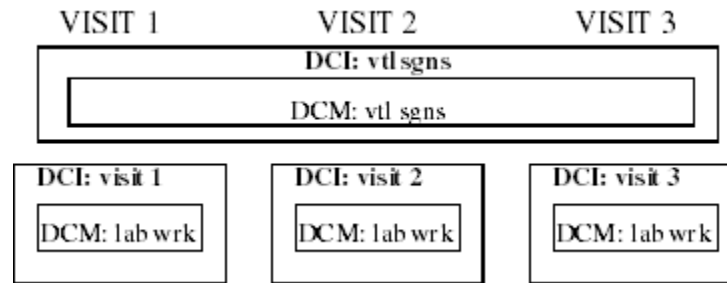 VISIT 1 VISIT 2 VISIT 3
DCI: vtl sgns
DCM: vtl sgns
DCI: visit 1 DCI: visit 2 DCI: visit 3
DCM: lab wrk DCM: lab wrk DCM: lab wrk